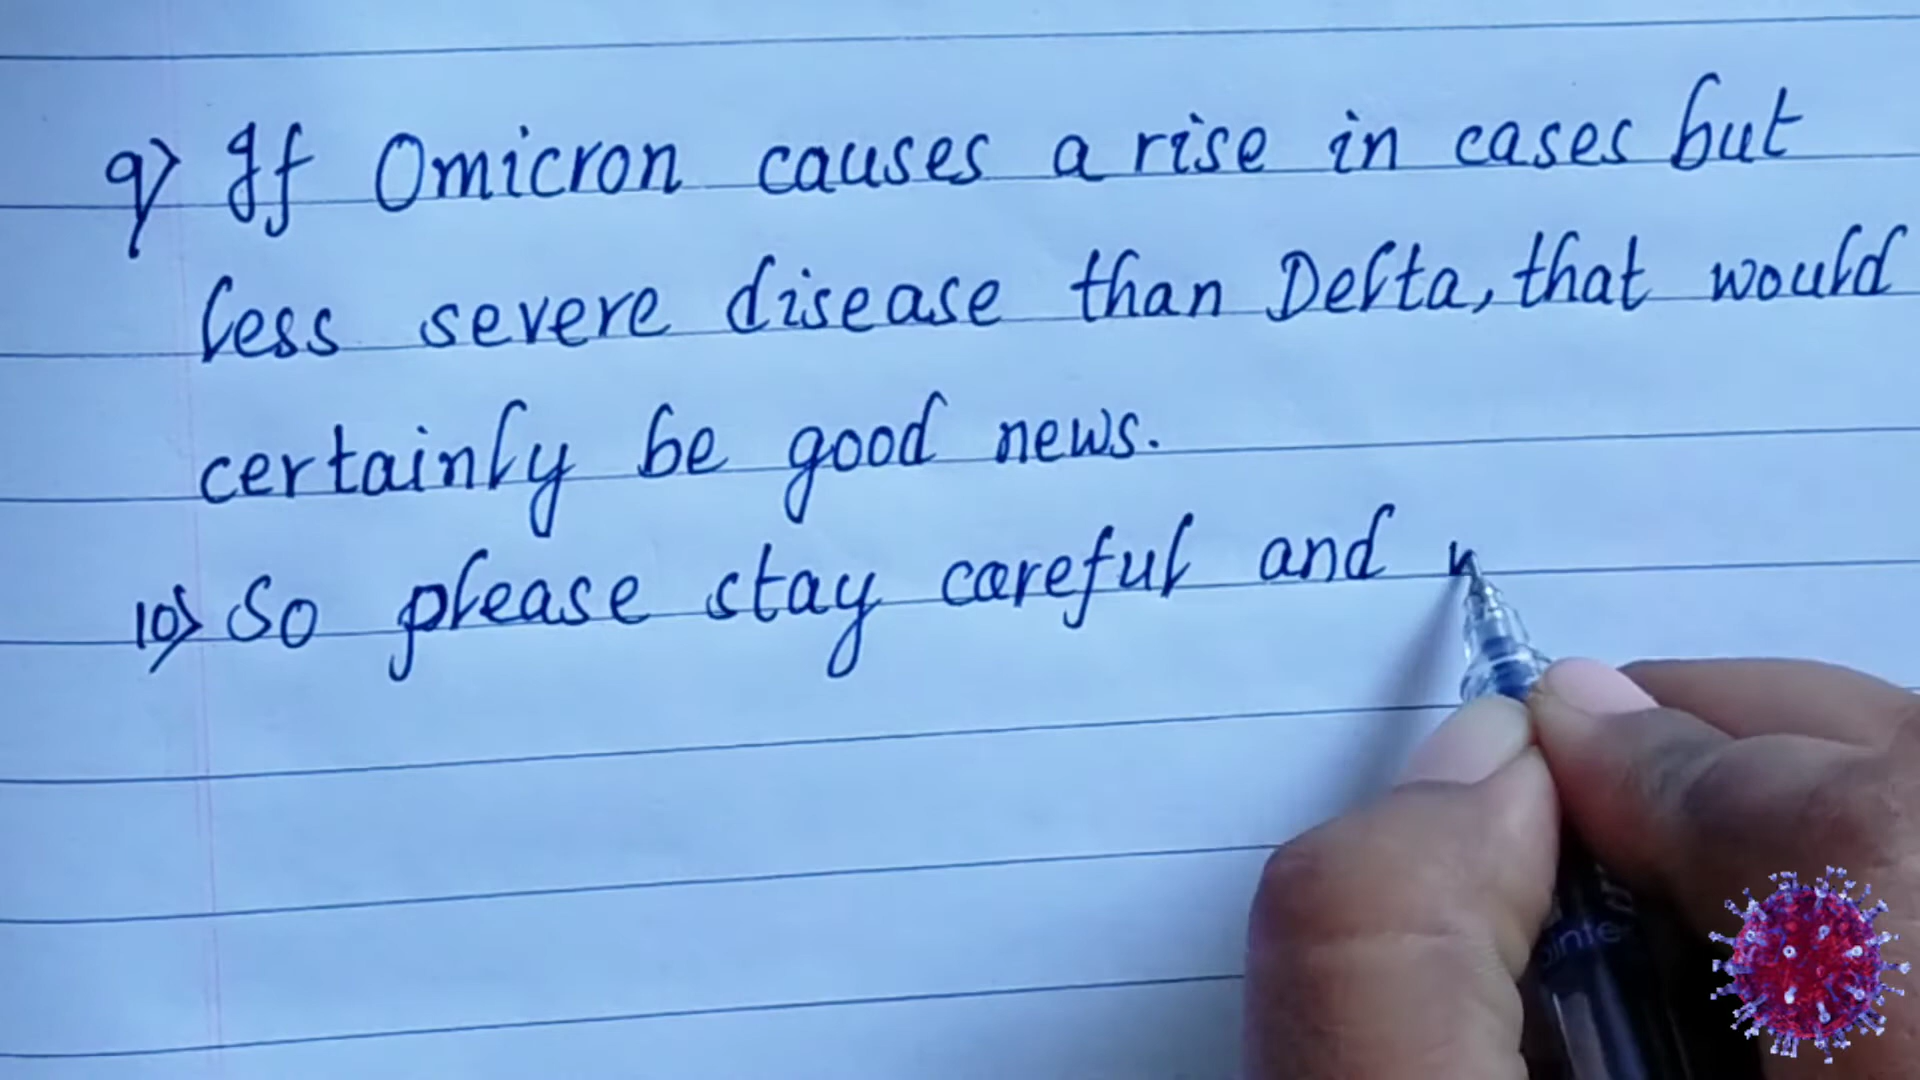 9) If Omicron causes a rise in cases but
less severe disease than Delta, that would
certainly be good news.
10) So please stay careful and